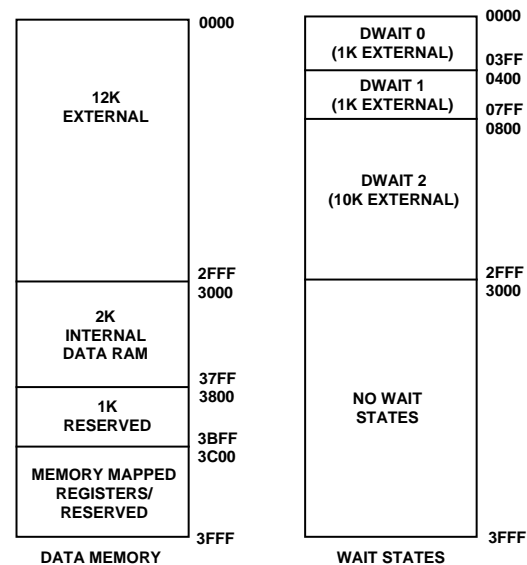 0000
12K
EXTERNAL
2FFF
3000
2K
INTERNAL
DATA RAM
37FF
3800
1K
RESERVED
3BFF
3C00
MEMORY MAPPED
REGISTERS/
RESERVED
3FFF
DATA MEMORY
0000
DWAIT 0
(1K EXTERNAL)
03FF
0400
DWAIT 1
(1K EXTERNAL)
07FF
0800
DWAIT 2
(10K EXTERNAL)
2FFF
3000
NO WAIT
STATES
3FFF
WAIT STATES